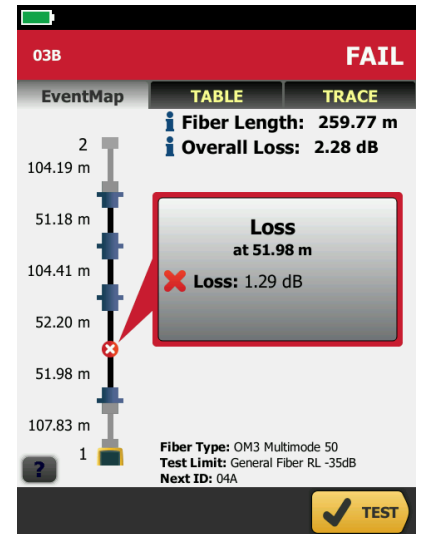 03B
FAIL
EventMap
TABLE
TRACE
i Fiber Length: 259.77 m
i Overall Loss: 2.28 dB
2
104.19 m
51.18 m
104.41 m
52.20 m
51.98 m
107.83 m
1
Loss
at 51.98 m
Loss: 1.29 dB
Fiber Type: OM3 Multimode 50
Test Limit: General Fiber RL -35dB
Next ID: 04A
?
TEST